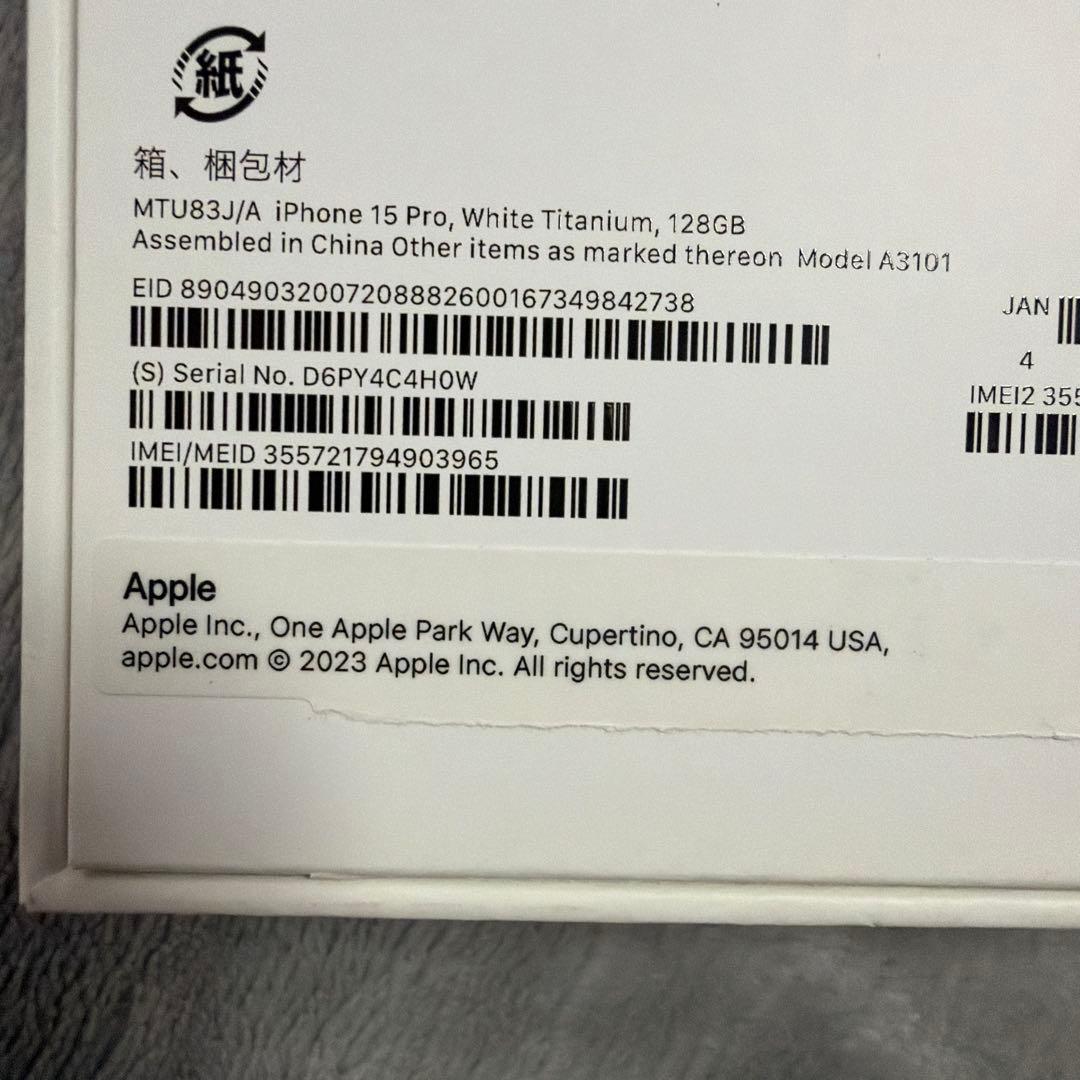 紙
箱、梱包材
MTU83J/A iPhone 15 Pro, White Titanium, 128GB
Assembled in China Other items as marked thereon Model A3101
EID 89049032007208882600167349842738
JAN
(S) Serial No. D6PY4C4H0W
4
IMEI2 355
IMEI/MEID 355721794903965
Apple
Apple Inc., One Apple Park Way, Cupertino, CA 95014 USA,
apple.com © 2023 Apple Inc. All rights reserved.